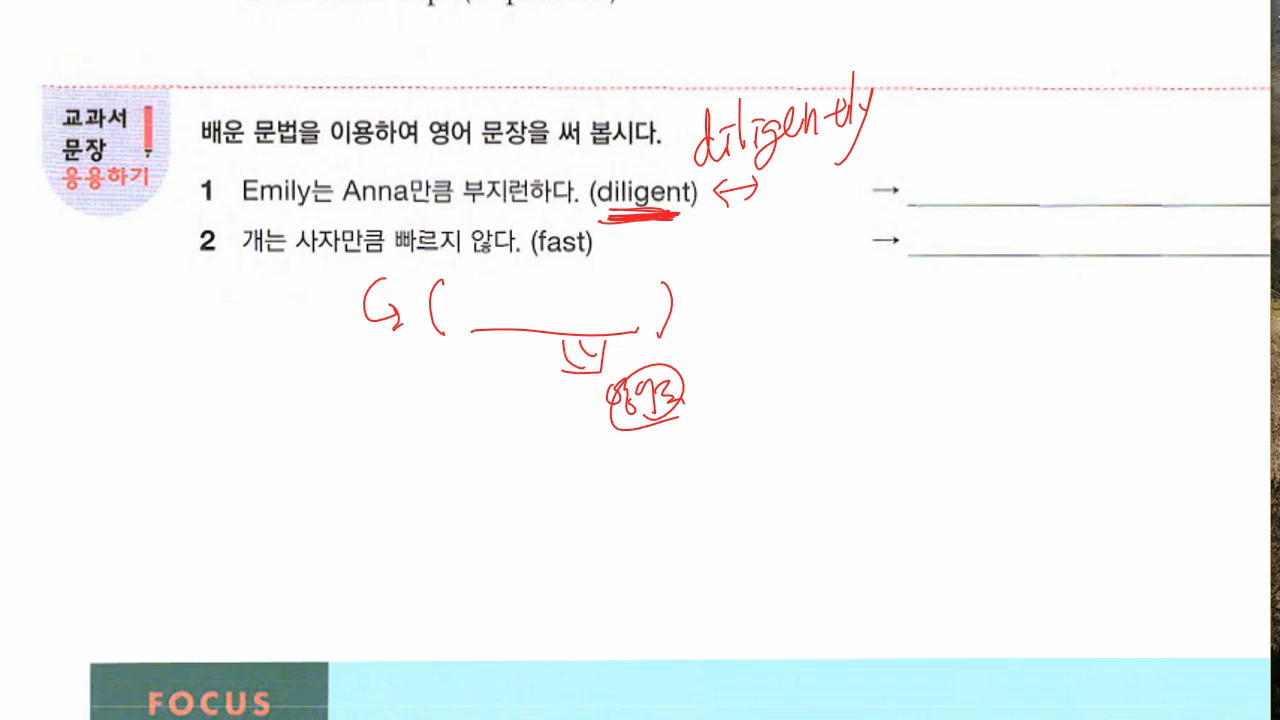 교과서
문장
응용하기
배운 문법을 이용하여 영어 문장을 써 봅시다.
diligently
1 Emily는 Anna만큼 부지런하다. (diligent) ↔ → 
2 개는 사자만큼 빠르지 않다. (fast) →
( )
FOCUS